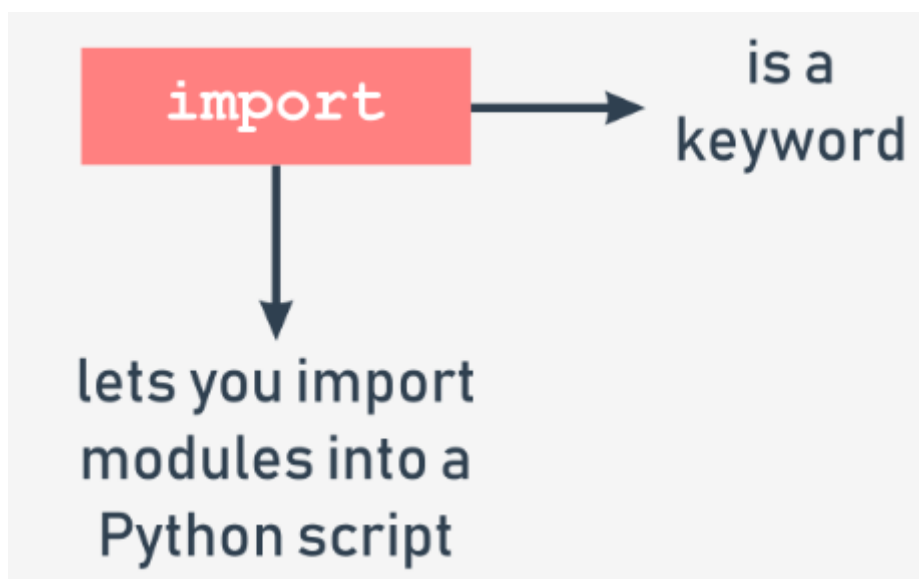 import
is a
keyword
lets you import
modules into a
Python script